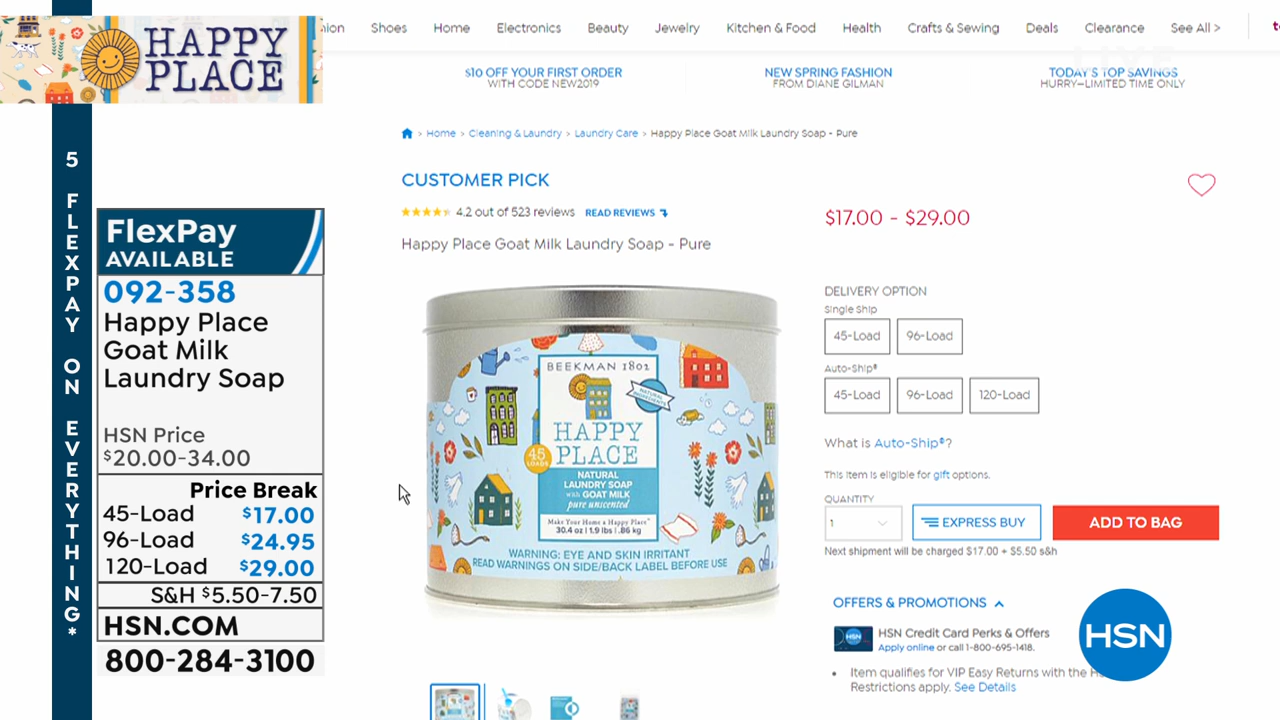 HAPPY
PLACE
5 FLEXPAY ON EVERYTHING*
FlexPay
AVAILABLE
092-358
Happy Place
Goat Milk
Laundry Soap
HSN Price
$20.00-34.00
Price Break
45-Load $17.00
96-Load $24.95
120-Load $29.00
S&H $5.50-7.50
HSN.COM
800-284-3100
Shoes Home Electronics Beauty Jewelry Kitchen & Food Health Crafts & Sewing Deals Clearance See All >
LIVE
$10 OFF YOUR FIRST ORDER
WITH CODE NEW2019
NEW SPRING FASHION
FROM DIANE GILMAN
TODAY'S TOP SAVINGS
HURRY—LIMITED TIME ONLY
> Home > Cleaning & Laundry > Laundry Care > Happy Place Goat Milk Laundry Soap - Pure
CUSTOMER PICK
4.2 out of 523 reviews READ REVIEWS
Happy Place Goat Milk Laundry Soap - Pure
BEEKMAN 1802
NATURAL
INGREDIENTS
HAPPY
PLACE
45
LOADS
NATURAL
LAUNDRY SOAP
with GOAT MILK
pure unscented
Make Your Home a Happy Place™
30.4 oz | 1.9 lbs | .86 kg
WARNING: EYE AND SKIN IRRITANT
READ WARNINGS ON SIDE/BACK LABEL BEFORE USE
$17.00 - $29.00
DELIVERY OPTION
Single Ship
45-Load 96-Load
Auto-Ship®
45-Load 96-Load 120-Load
What is Auto-Ship®?
This item is eligible for gift options.
QUANTITY
1 EXPRESS BUY ADD TO BAG
Next shipment will be charged $17.00 + $5.50 s&h
OFFERS & PROMOTIONS
HSN
HSN Credit Card Perks & Offers
Apply online or call 1-800-695-1418.
Item qualifies for VIP Easy Returns with the
Restrictions apply. See Details
HSN